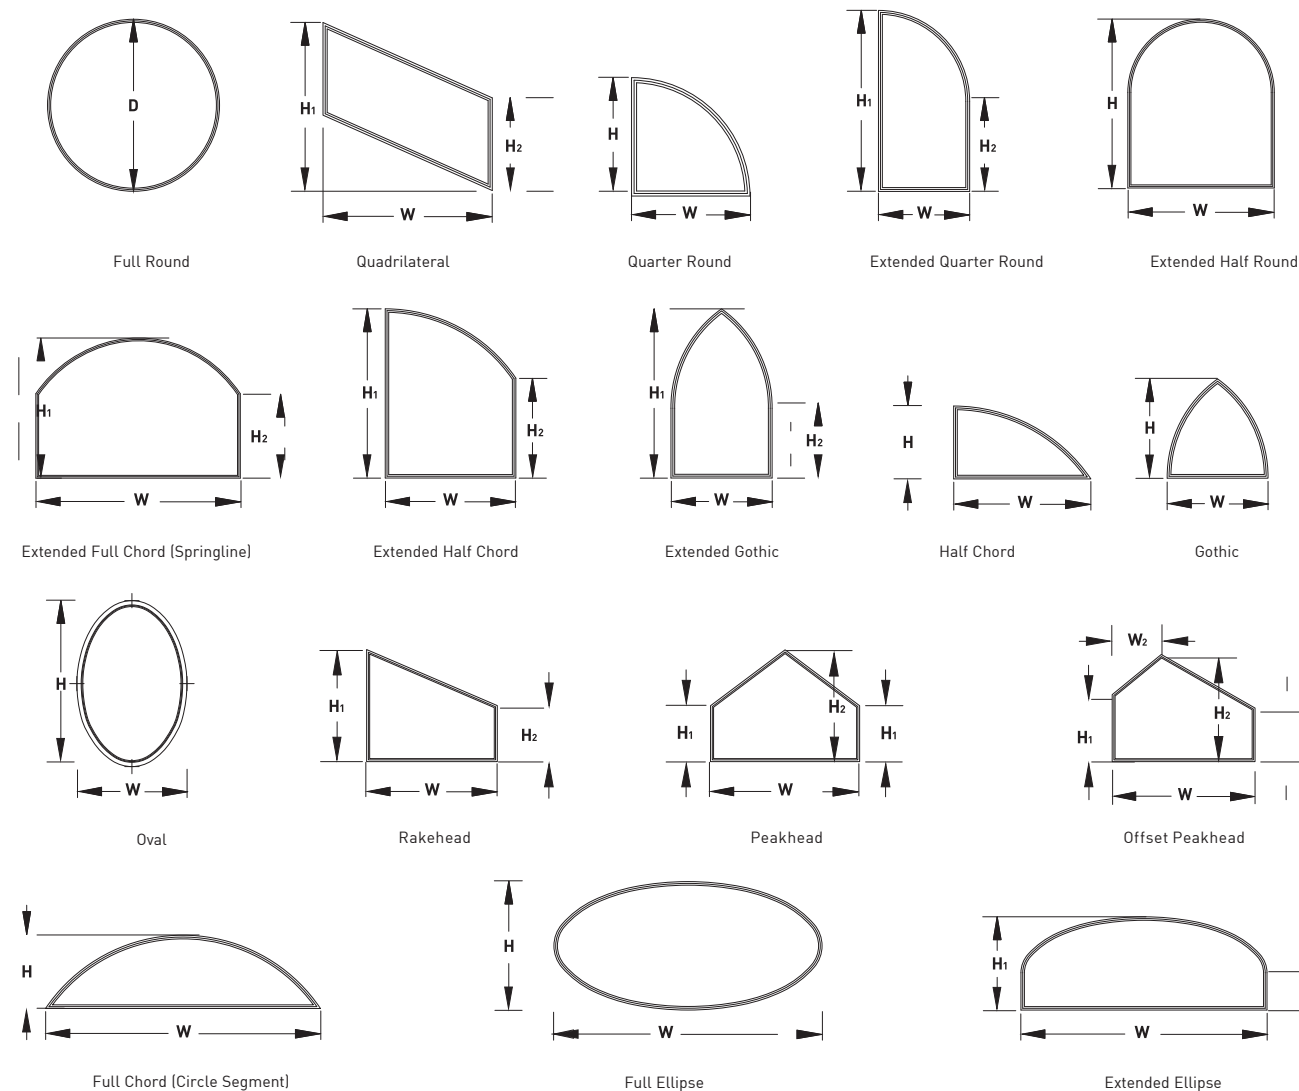 D
H1
H2
W
H
W
H1
H2
W
H
W
Full Round
Quadrilateral
Quarter Round
Extended Quarter Round
Extended Half Round
H1
H2
W
H1
H2
W
H1
H2
W
H
W
H
W
Extended Full Chord (Springline)
Extended Half Chord
Extended Gothic
Half Chord
Gothic
H
W
H1
H2
W
H1
H2
H1
W
W2
H1
H2
W
Oval
Rakehead
Peakhead
Offset Peakhead
H
W
H
W
H1
W
Full Chord (Circle Segment)
Full Ellipse
Extended Ellipse